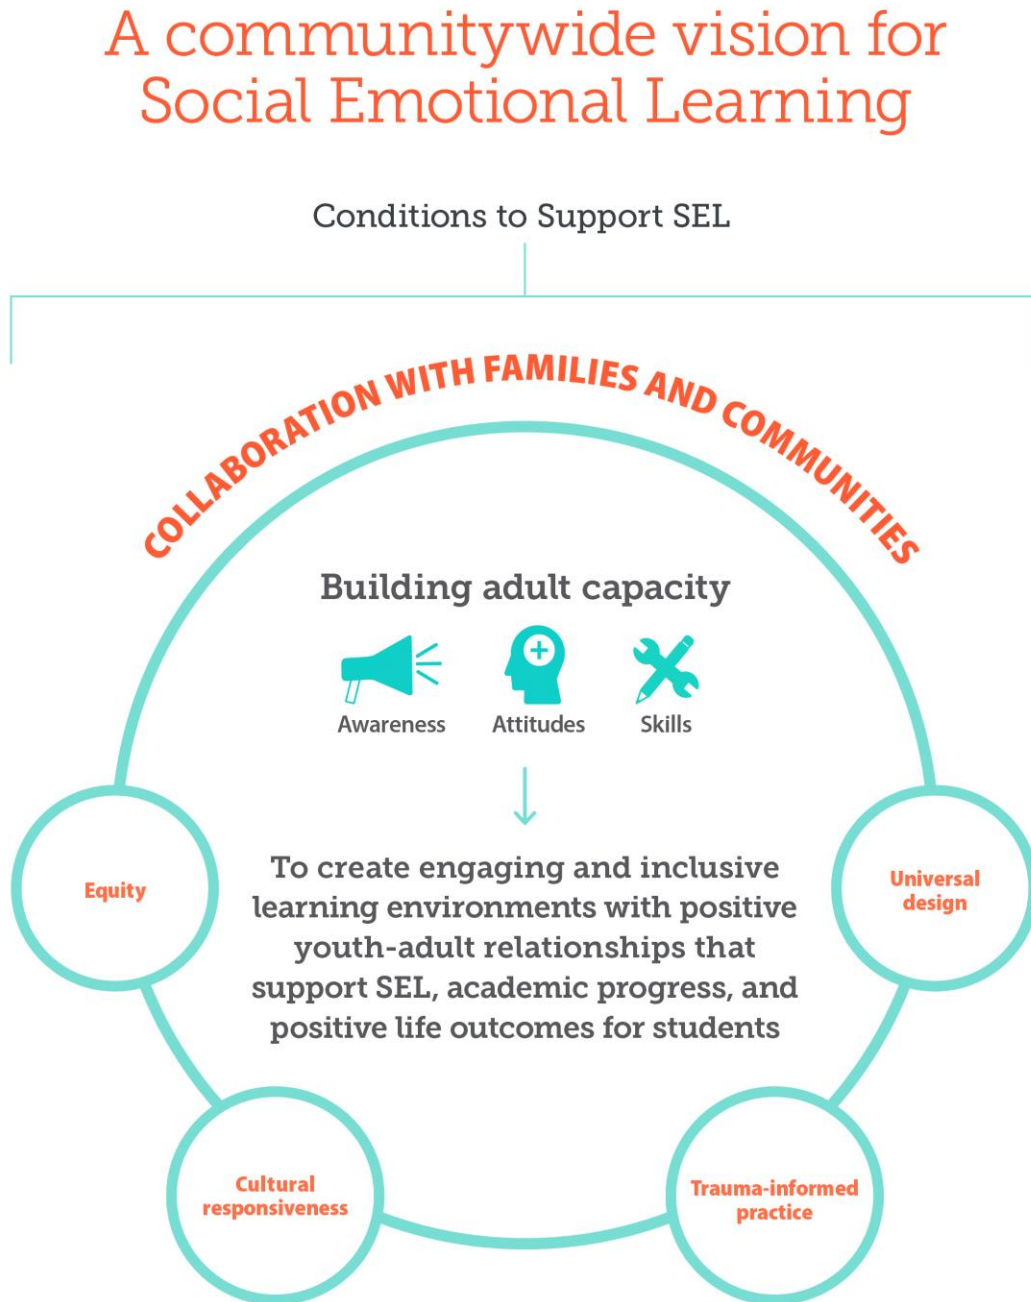 A communitywide vision for
Social Emotional Learning
Conditions to Support SEL
COLLABORATION WITH FAMILIES AND COMMUNITIES
Building adult capacity
Awareness
Attitudes
Skills
To create engaging and inclusive
learning environments with positive
youth-adult relationships that
support SEL, academic progress, and
positive life outcomes for students
Equity
Universal
design
Cultural
responsiveness
Trauma-informed
practice